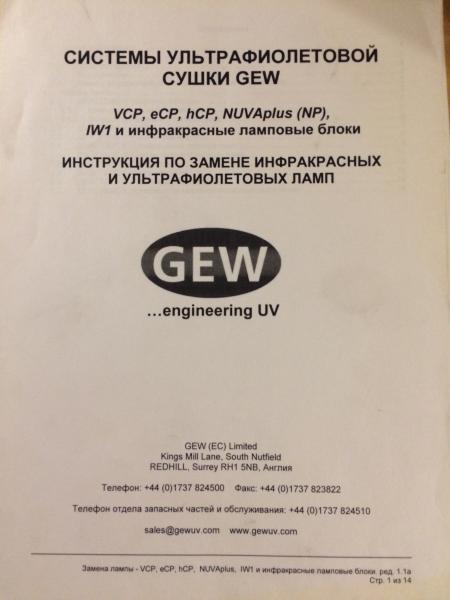 СИСТЕМЫ УЛЬТРАФИОЛЕТОВОЙ
СУШКИ GEW
VCP, eCP, hCP, NUVAplus (NP),
IW1 и инфракрасные ламповые блоки
ИНСТРУКЦИЯ ПО ЗАМЕНЕ ИНФРАКРАСНЫХ
И УЛЬТРАФИОЛЕТОВЫХ ЛАМП
GEW
...engineering UV
GEW (EC) Limited
Kings Mill Lane, South Nutfield
REDHILL, Surrey RH1 5NB, Англия
Телефон: +44 (0)1737 824500 Факс: +44 (0)1737 823822
Телефон отдела запасных частей и обслуживания: +44 (0)1737 824510
sales@gewuv.com www.gewuv.com
Замена лампы - VCP, eCP, hCP, NUVAplus, IW1 и инфракрасные ламповые блоки. ред. 1.1a
Стр. 1 из 14